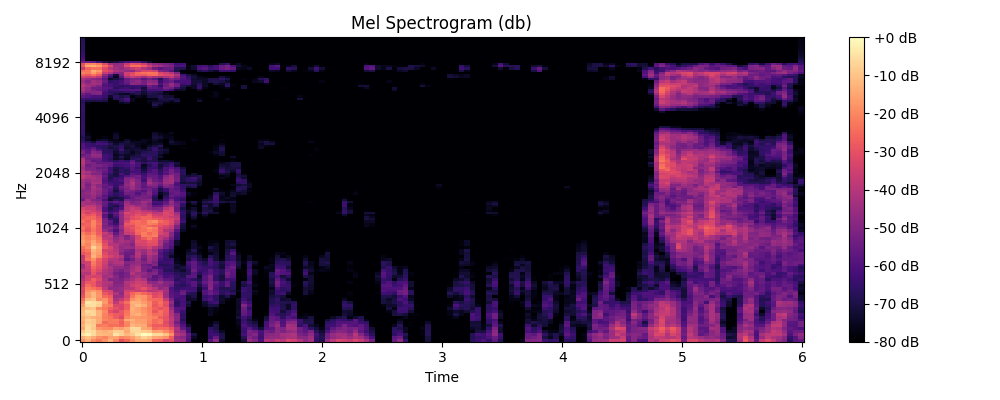 Mel Spectrogram (db)
8192
4096
2048
1024
512
0
Hz
0 1 2 3 4 5 6
Time
+0 dB
-10 dB
-20 dB
-30 dB
-40 dB
-50 dB
-60 dB
-70 dB
-80 dB